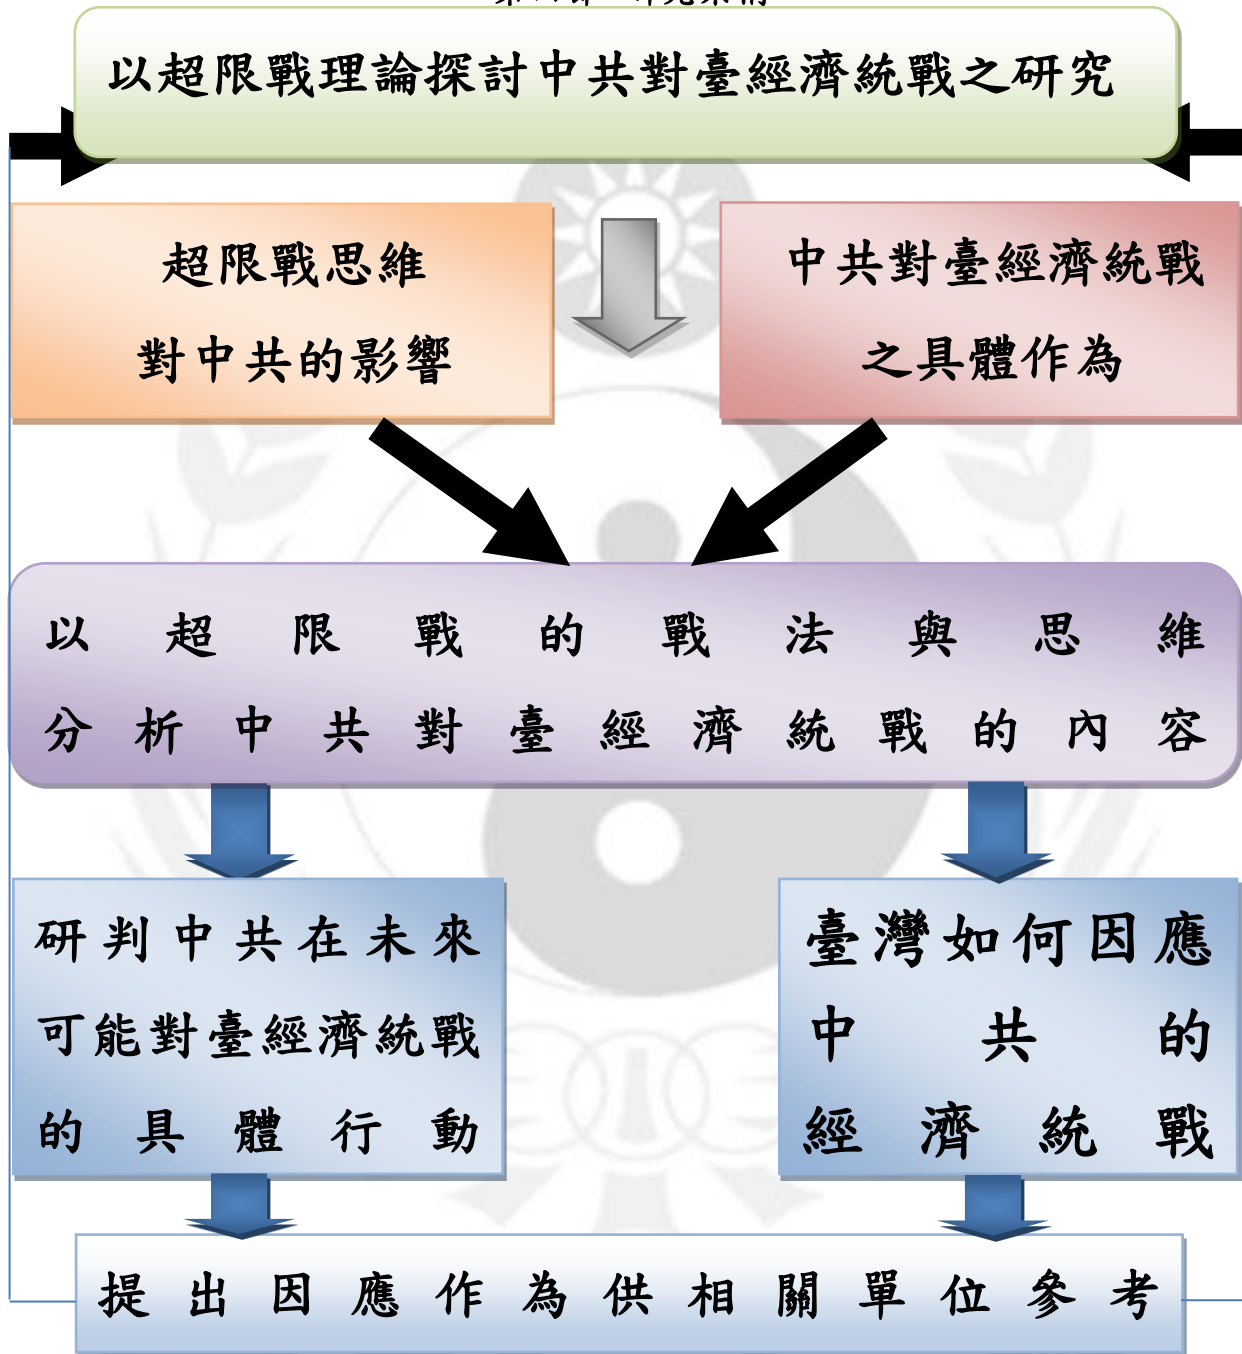 以超限戰理論探討中共對臺經濟統戰之研究
超限戰思維
對中共的影響
中共對臺經濟統戰
之具體作為
以超限戰的戰法與思維
分析中共對臺經濟統戰的內容
研判中共在未來
可能對臺經濟統戰
的具體行動
臺灣如何因應
中共的
經濟統戰
提出因應作為供相關單位參考